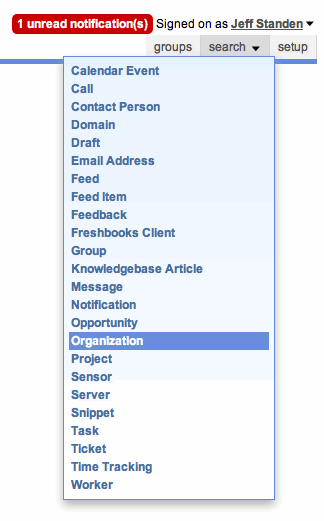 1 unread notification(s) Signed on as Jeff Standen
groups search setup
Calendar Event
Call
Contact Person
Domain
Draft
Email Address
Feed
Feed Item
Feedback
Freshbooks Client
Group
Knowledgebase Article
Message
Notification
Opportunity
Organization
Project
Sensor
Server
Snippet
Task
Ticket
Time Tracking
Worker